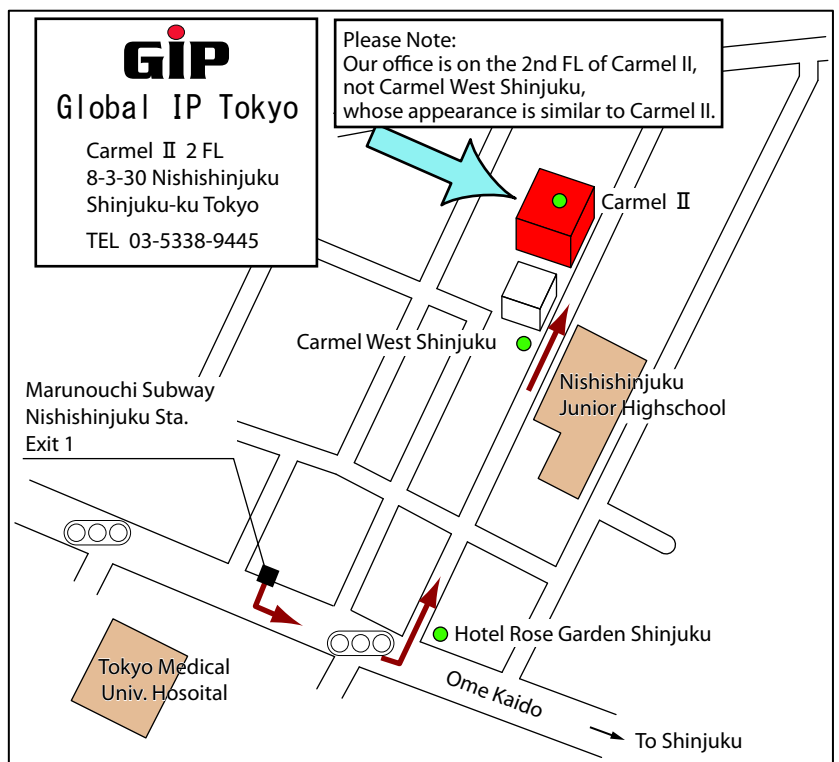 GIP
Global IP Tokyo
Carmel Ⅱ 2 FL
8-3-30 Nishishinjuku
Shinjuku-ku Tokyo
TEL 03-5338-9445
Please Note:
Our office is on the 2nd FL of Carmel II,
not Carmel West Shinjuku,
whose appearance is similar to Carmel II.
Carmel Ⅱ
Carmel West Shinjuku
Nishishinjuku
Junior Highschool
Marunouchi Subway
Nishishinjuku Sta.
Exit 1
Hotel Rose Garden Shinjuku
Tokyo Medical
Univ. Hosoital
Ome Kaido
To Shinjuku